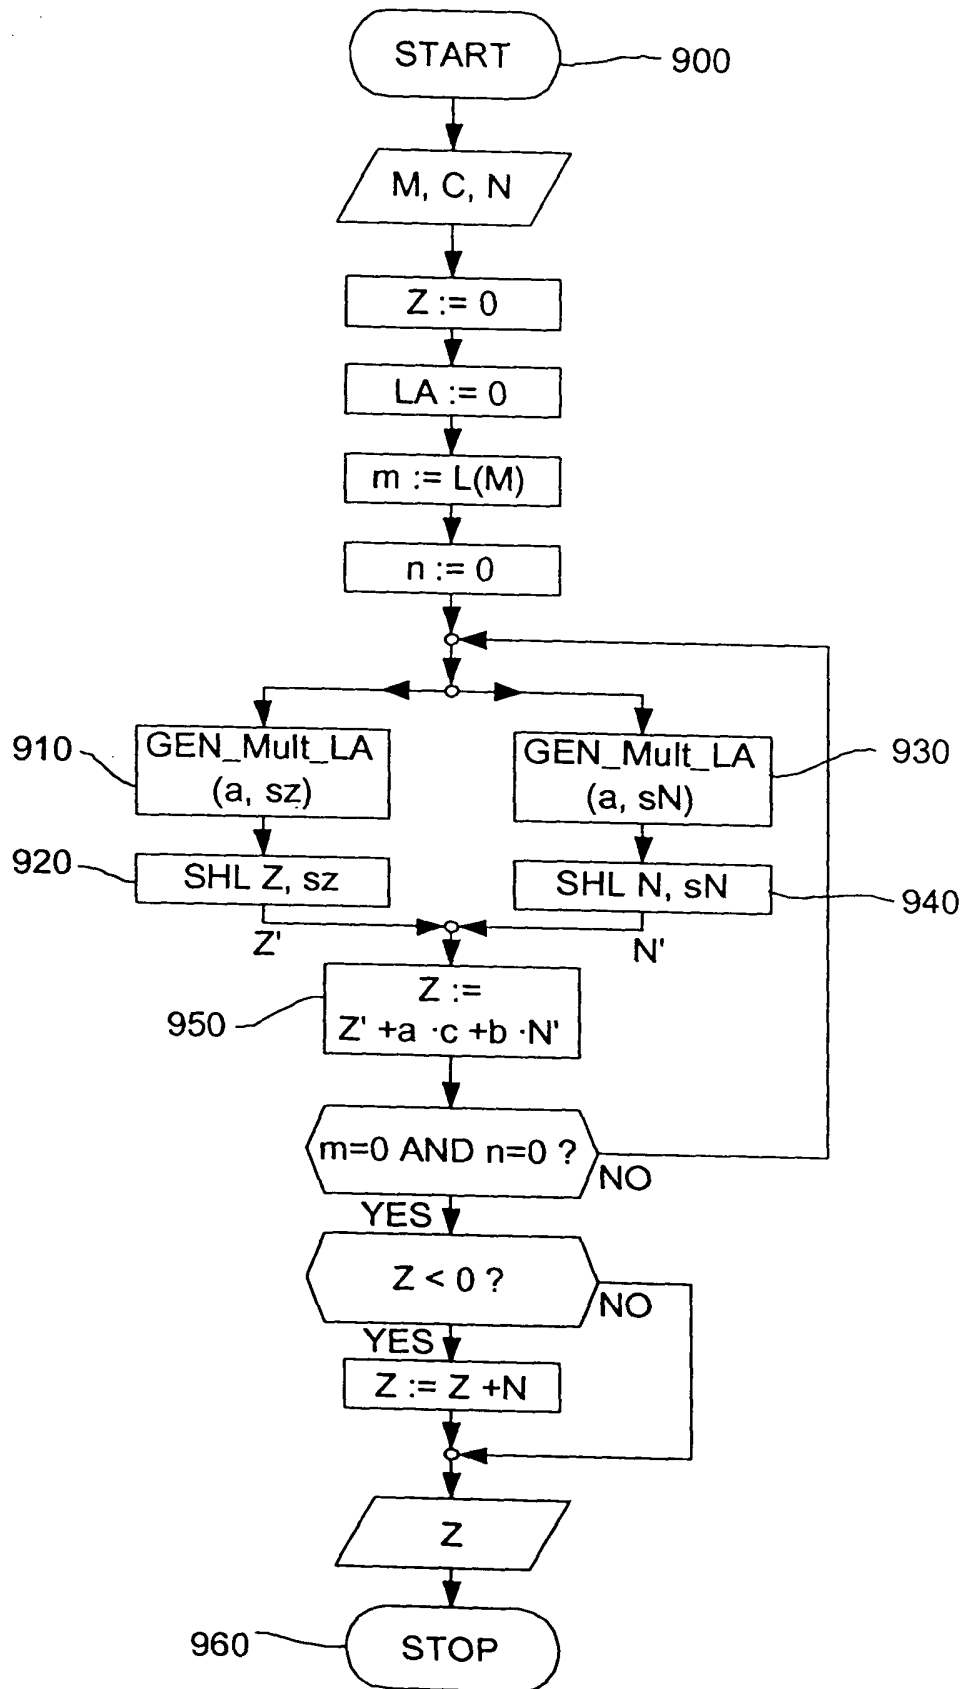 START
900
M, C, N
Z := 0
LA := 0
m := L(M)
n := 0
910
GEN_Mult_LA
(a, sz)
GEN_Mult_LA
(a, sN)
930
920
SHL Z, sz
SHL N, sN
940
Z'
N'
950
Z :=
Z' +a ·c +b ·N'
m=0 AND n=0 ?
NO
YES
Z < 0 ?
NO
YES
Z := Z +N
Z
960
STOP